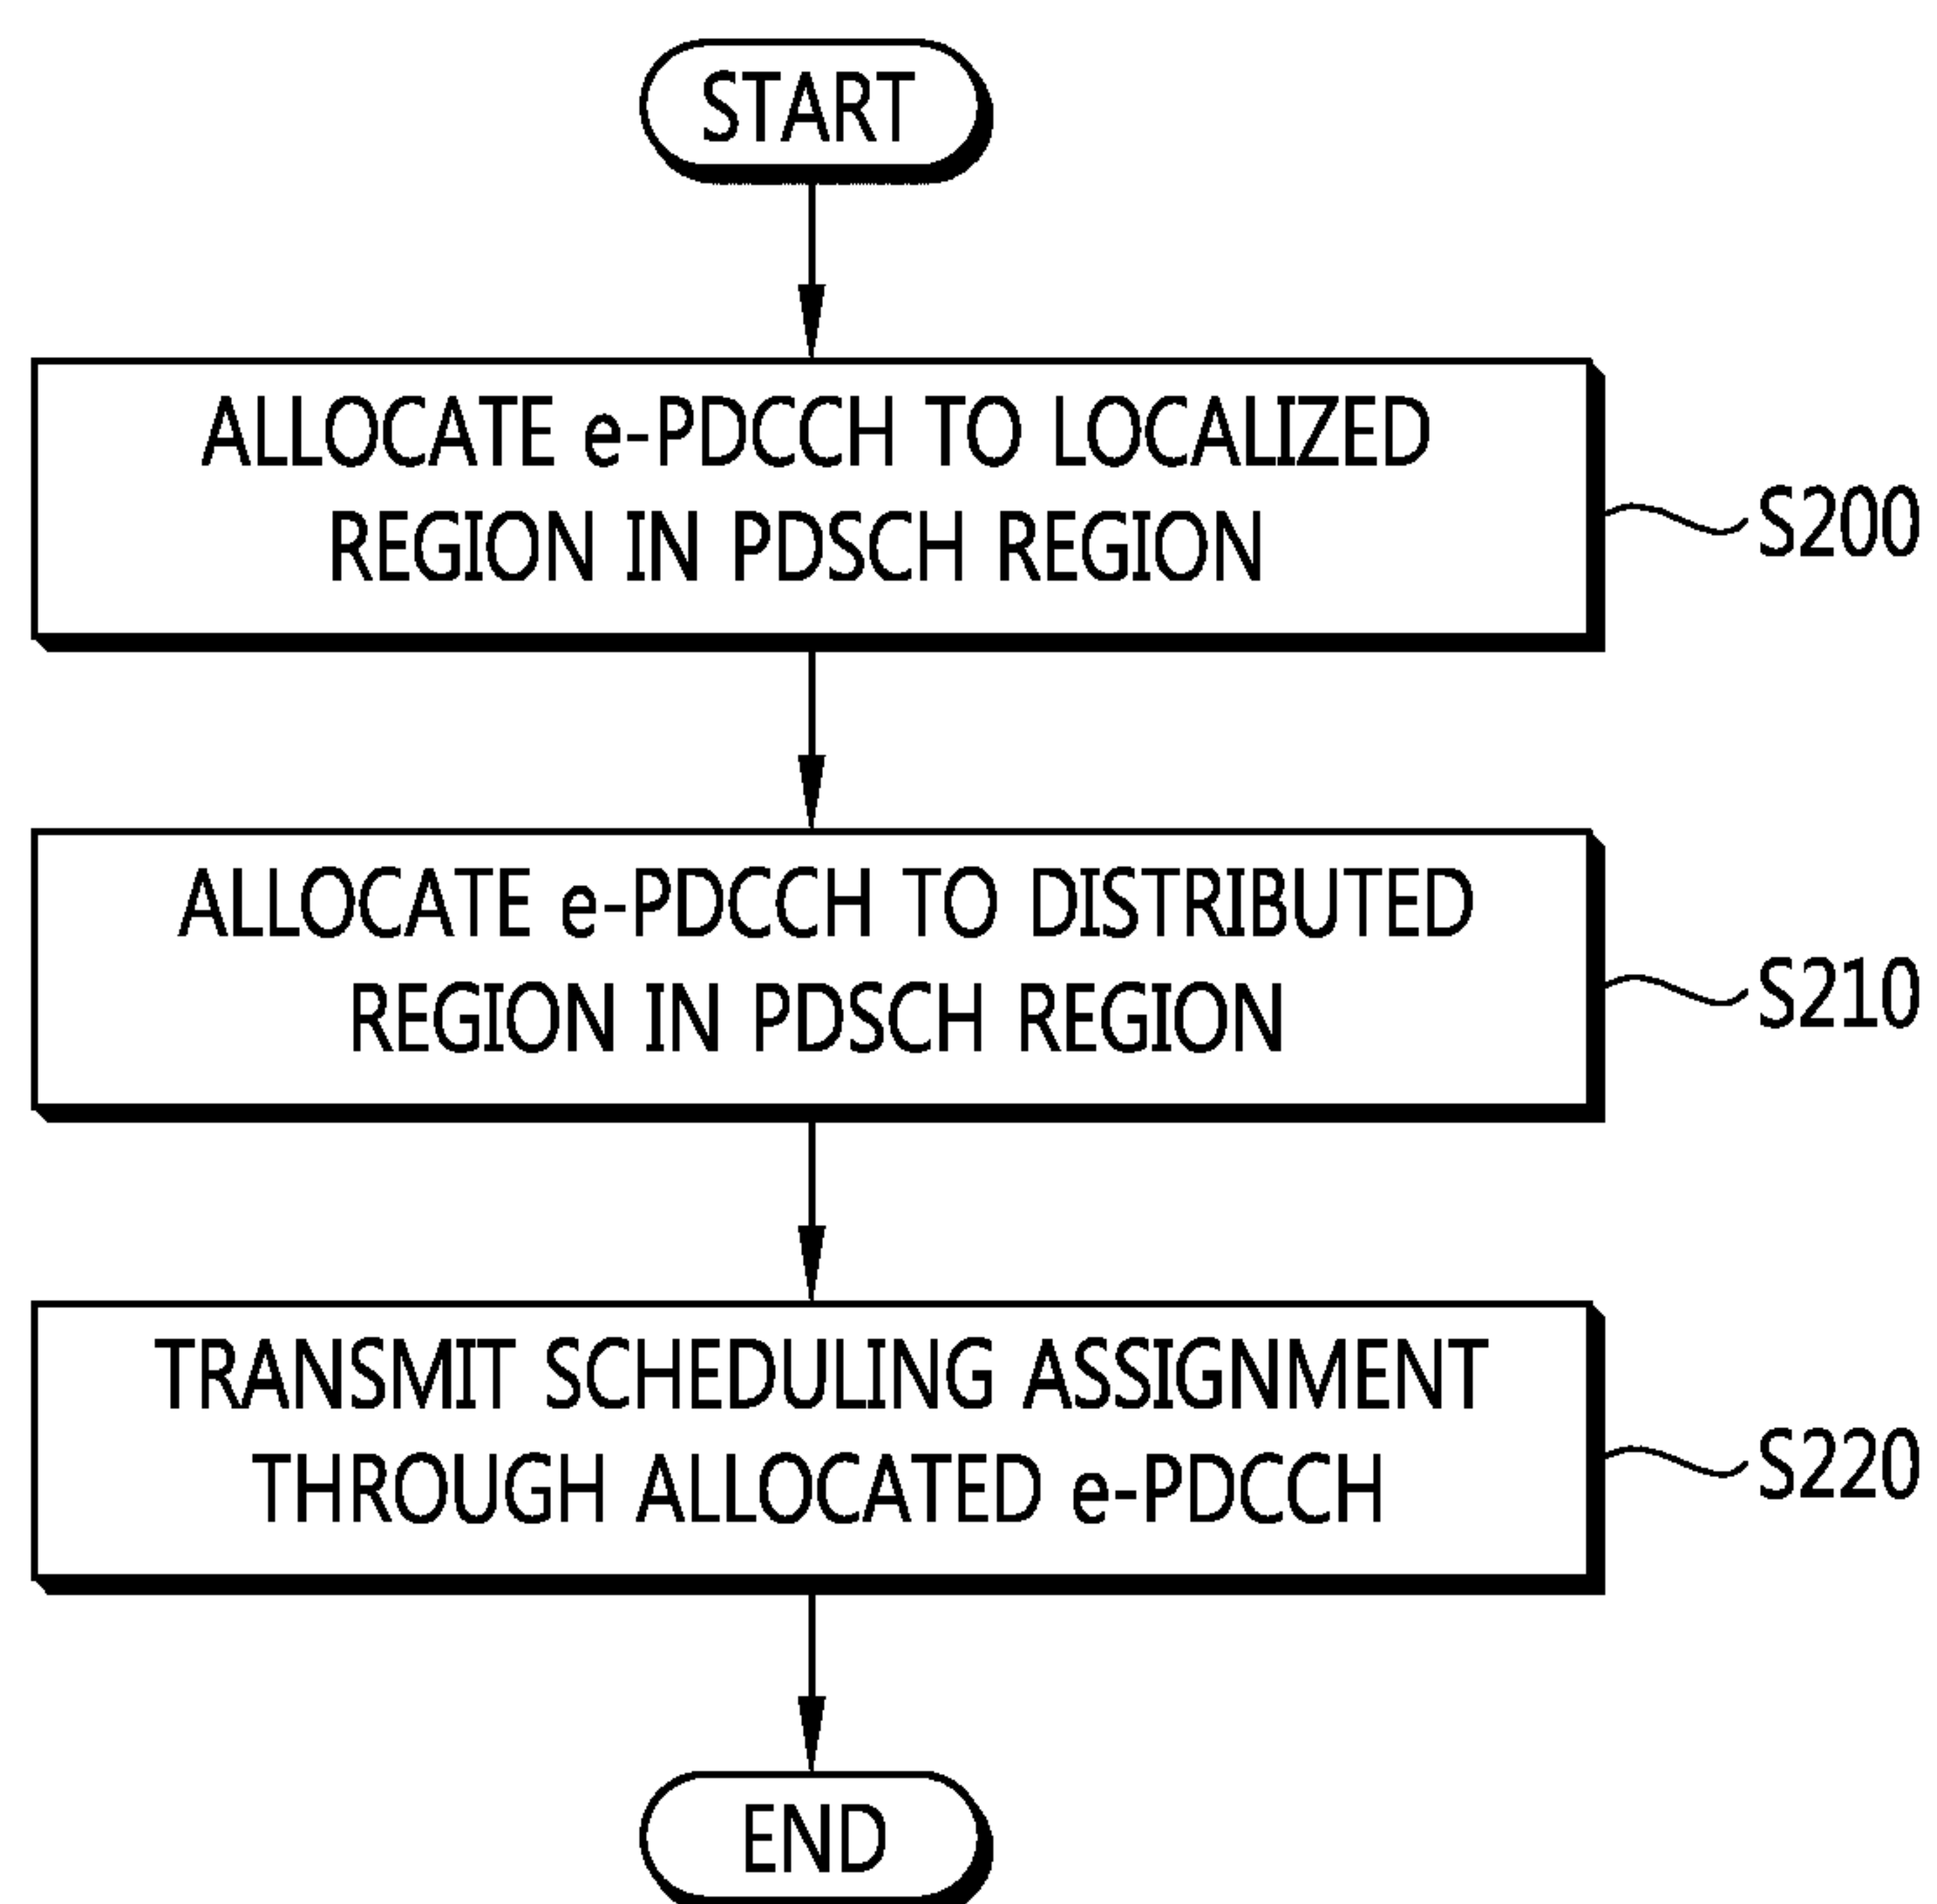 START
ALLOCATE e-PDCCH TO LOCALIZED
REGION IN PDSCH REGION
S200
ALLOCATE e-PDCCH TO DISTRIBUTED
REGION IN PDSCH REGION
S210
TRANSMIT SCHEDULING ASSIGNMENT
THROUGH ALLOCATED e-PDCCH
S220
END